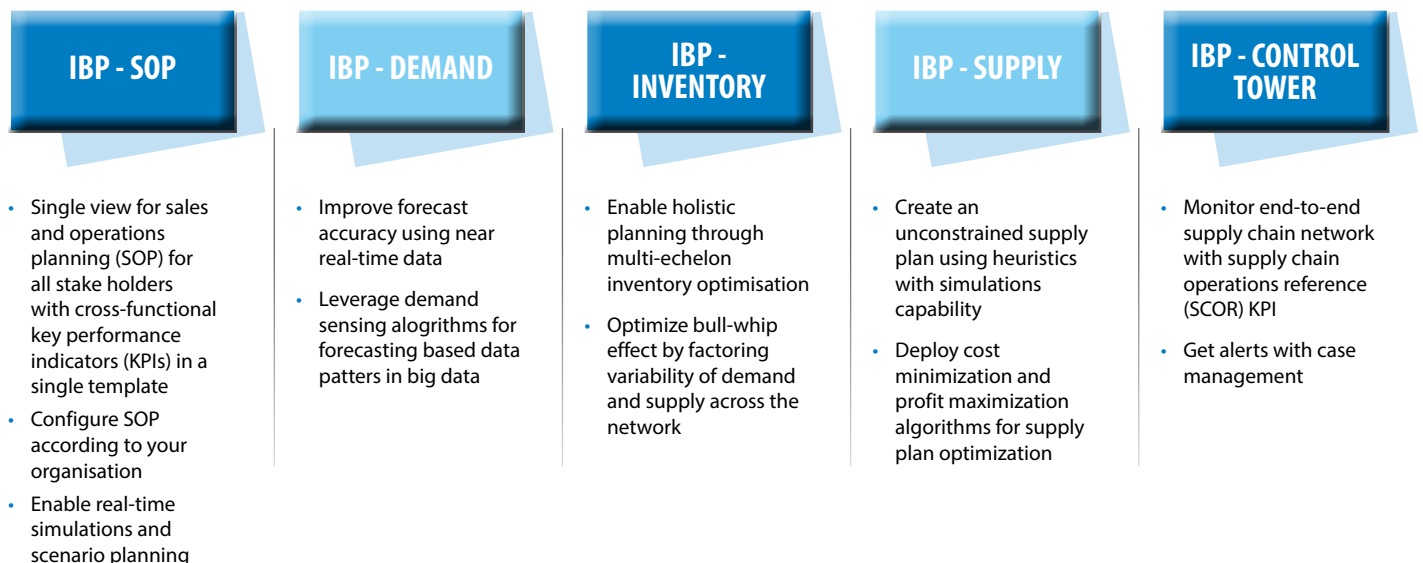 IBP - SOP
• Single view for sales
and operations
planning (SOP) for
all stake holders
with cross-functional
key performance
indicators (KPIs) in a
single template
• Configure SOP
according to your
organisation
• Enable real-time
simulations and
scenario planning
IBP - DEMAND
• Improve forecast
accuracy using near
real-time data
• Leverage demand
sensing alogrithms for
forecasting based data
patters in big data
IBP -
INVENTORY
• Enable holistic
planning through
multi-echelon
inventory optimisation
• Optimize bull-whip
effect by factoring
variability of demand
and supply across the
network
IBP - SUPPLY
• Create an
unconstrained supply
plan using heuristics
with simulations
capability
• Deploy cost
minimization and
profit maximization
algorithms for supply
plan optimization
IBP - CONTROL
TOWER
• Monitor end-to-end
supply chain network
with supply chain
operations reference
(SCOR) KPI
• Get alerts with case
management